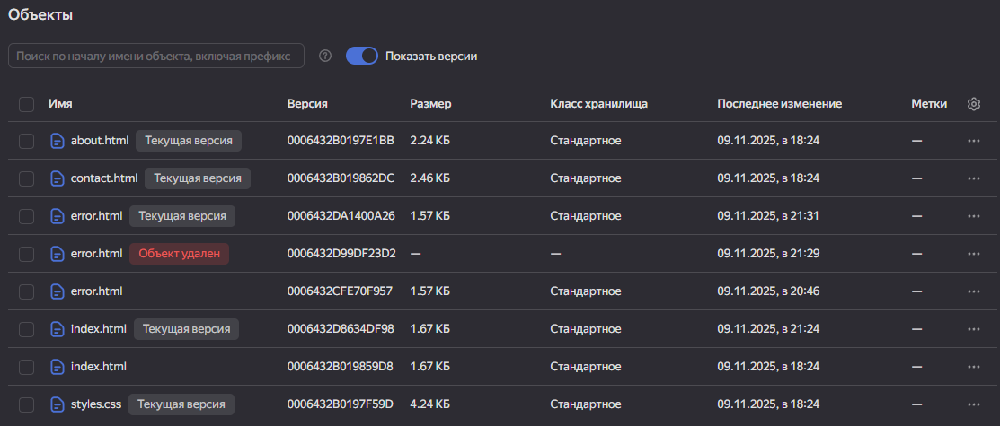 Объекты
Поиск по началу имени объекта, включая префикс Показать версии
Имя Версия Размер Класс хранилища Последнее изменение Метки
about.html Текущая версия 0006432B0197E1BB 2.24 КБ Стандартное 09.11.2025, в 18:24 —
contact.html Текущая версия 0006432B019862DC 2.46 КБ Стандартное 09.11.2025, в 18:24 —
error.html Текущая версия 0006432DA1400A26 1.57 КБ Стандартное 09.11.2025, в 21:31 —
error.html Объект удален 0006432D99DF23D2 — — 09.11.2025, в 21:29 —
error.html 0006432CFE70F957 1.57 КБ Стандартное 09.11.2025, в 20:46 —
index.html Текущая версия 0006432D8634DF98 1.67 КБ Стандартное 09.11.2025, в 21:24 —
index.html 0006432B019859D8 1.67 КБ Стандартное 09.11.2025, в 18:24 —
styles.css Текущая версия 0006432B0197F59D 4.24 КБ Стандартное 09.11.2025, в 18:24 —